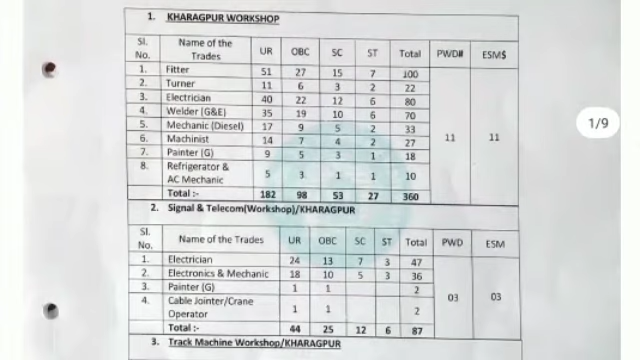 1. KHARAGPUR WORKSHOP
Sl. No. Name of the Trades UR OBC SC ST Total PWD# ESM$
1. Fitter 51 27 15 7 100
2. Turner 11 6 3 2 22
3. Electrician 40 22 12 6 80
4. Welder (G&E) 35 19 10 6 70
5. Mechanic (Diesel) 17 9 5 2 33
6. Machinist 14 7 4 2 27
7. Painter (G) 9 5 3 1 18
8. Refrigerator & AC Mechanic 5 3 1 1 10
11 11
Total :- 182 98 53 27 360
2. Signal & Telecom(Workshop)/KHARAGPUR
Sl. No. Name of the Trades UR OBC SC ST Total PWD ESM
1. Electrician 24 13 7 3 47
2. Electronics & Mechanic 18 10 5 3 36
3. Painter (G) 1 1 2
4. Cable Jointer/Crane Operator 1 1 2
03 03
Total :- 44 25 12 6 87
3. Track Machine Workshop/KHARAGPUR
1/9